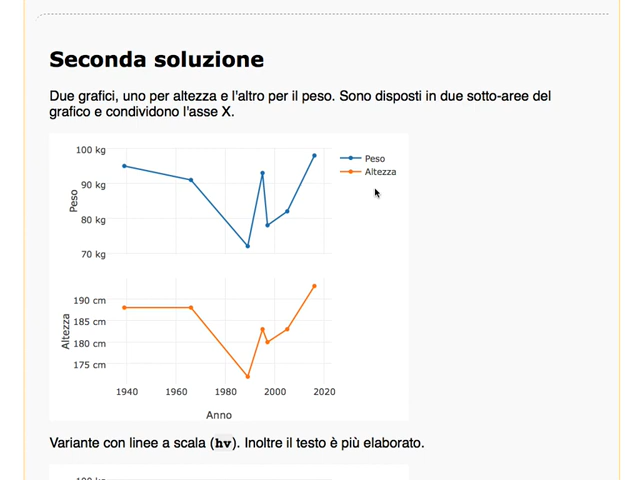 Seconda soluzione
Due grafici, uno per altezza e l'altro per il peso. Sono disposti in due sotto-aree del
grafico e condividono l'asse X.
100 kg
90 kg
80 kg
70 kg
Peso
Peso
Altezza
190 cm
185 cm
180 cm
175 cm
Altezza
1940 1960 1980 2000 2020
Anno
Variante con linee a scala (hv). Inoltre il testo è più elaborato.
100 kg